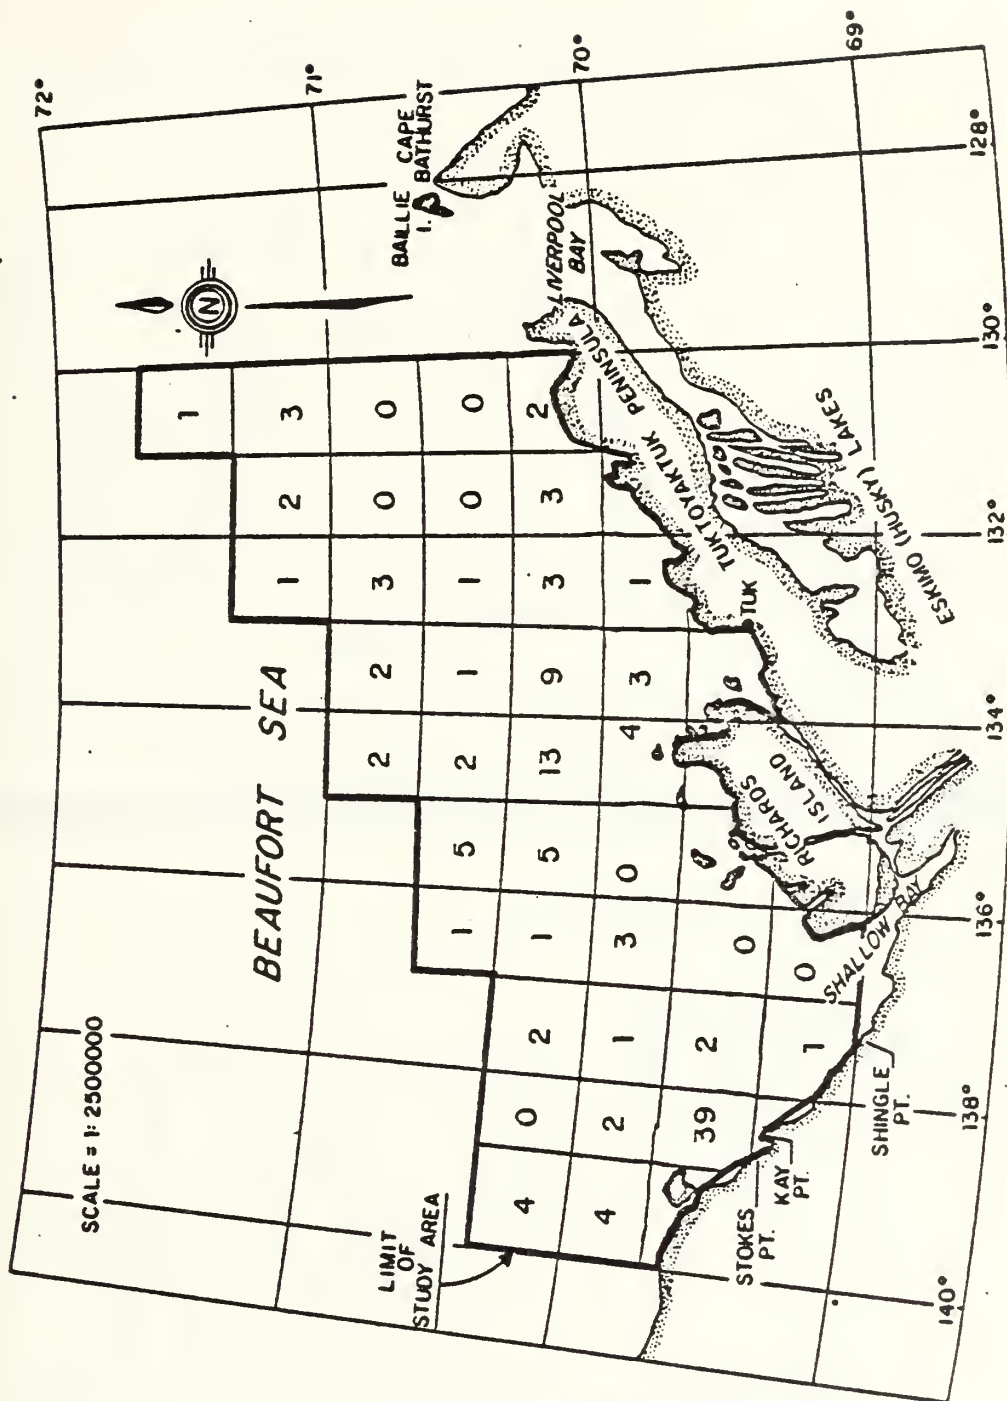 SCALE = 1: 2500000
72°
71°
70°
69°
BEAUFORT SEA
N
BAILLIE
I.
CAPE
BATHURST
LIMIT
OF
STUDY AREA
1
1 2 3
2 2 3 0 0
1 5 2 1 1 0 0
4 0 2 1 5 13 9 3 3 2
4 2 1 3 0 4 3 1
39 2 0
1 0
LIVERPOOL
BAY
TUKTOYAKTUK PENINSULA
TUK
ESKIMO (HUSKY) LAKES
RICHARDS
ISLAND
SHALLOW BAY
STOKES
PT.
KAY
PT.
SHINGLE
PT.
140°
138°
136°
134°
132°
130°
128°